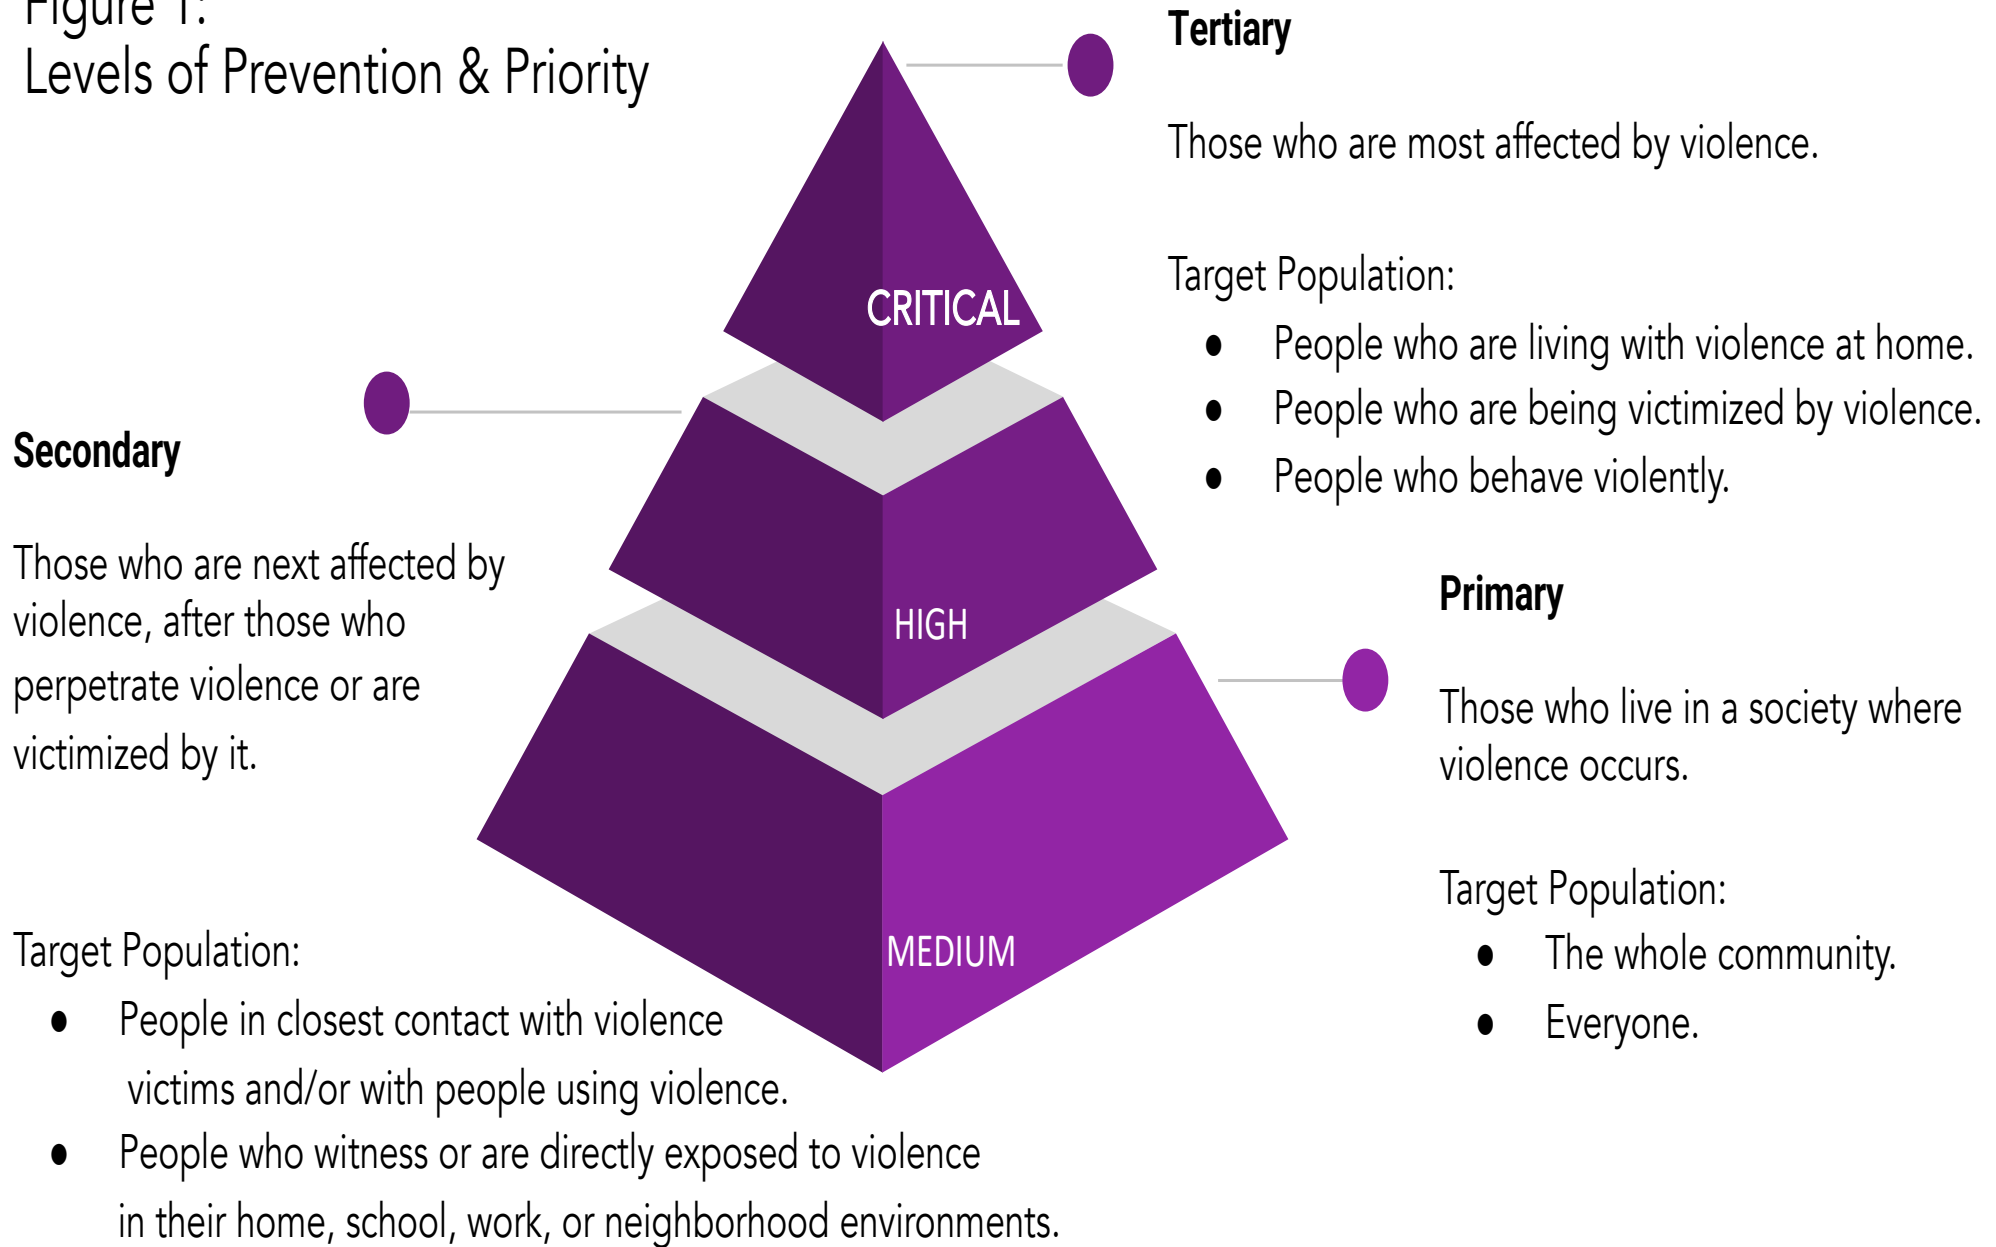 Figure 1:
Levels of Prevention & Priority
Tertiary
Those who are most affected by violence.
Target Population:
● People who are living with violence at home.
● People who are being victimized by violence.
● People who behave violently.
CRITICAL
Secondary
Those who are next affected by
violence, after those who
perpetrate violence or are
victimized by it.
Target Population:
● People in closest contact with violence
victims and/or with people using violence.
● People who witness or are directly exposed to violence
in their home, school, work, or neighborhood environments.
HIGH
Primary
Those who live in a society where
violence occurs.
Target Population:
● The whole community.
● Everyone.
MEDIUM